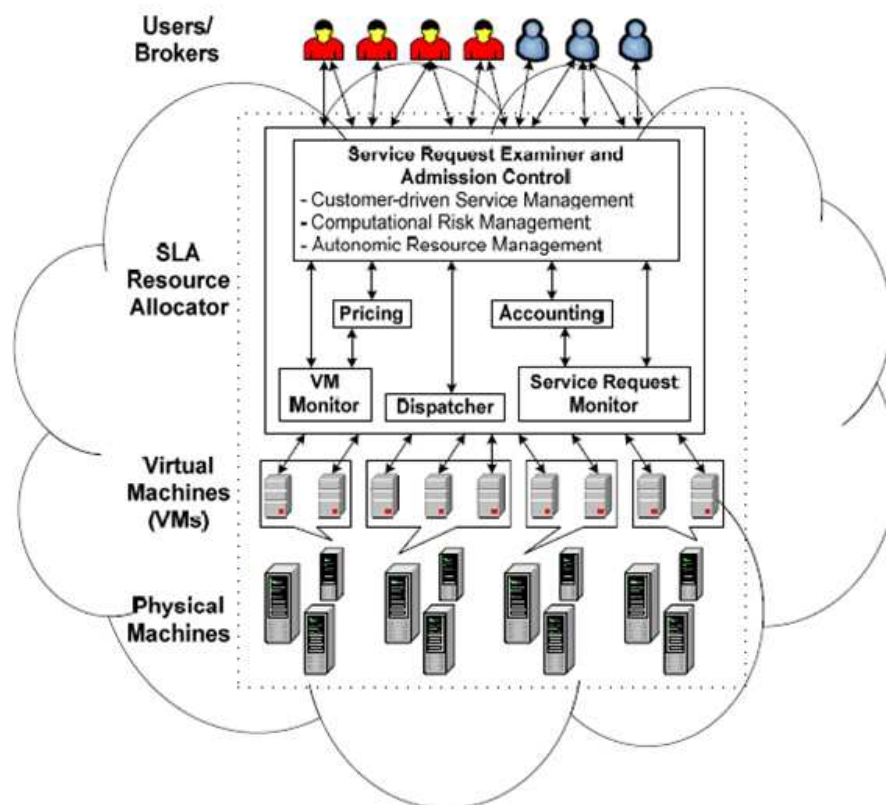 Users/
Brokers
Service Request Examiner and
Admission Control
- Customer-driven Service Management
- Computational Risk Management
- Autonomic Resource Management
SLA
Resource
Allocator
Pricing
Accounting
VM
Monitor
Dispatcher
Service Request
Monitor
Virtual
Machines
(VMs)
Physical
Machines